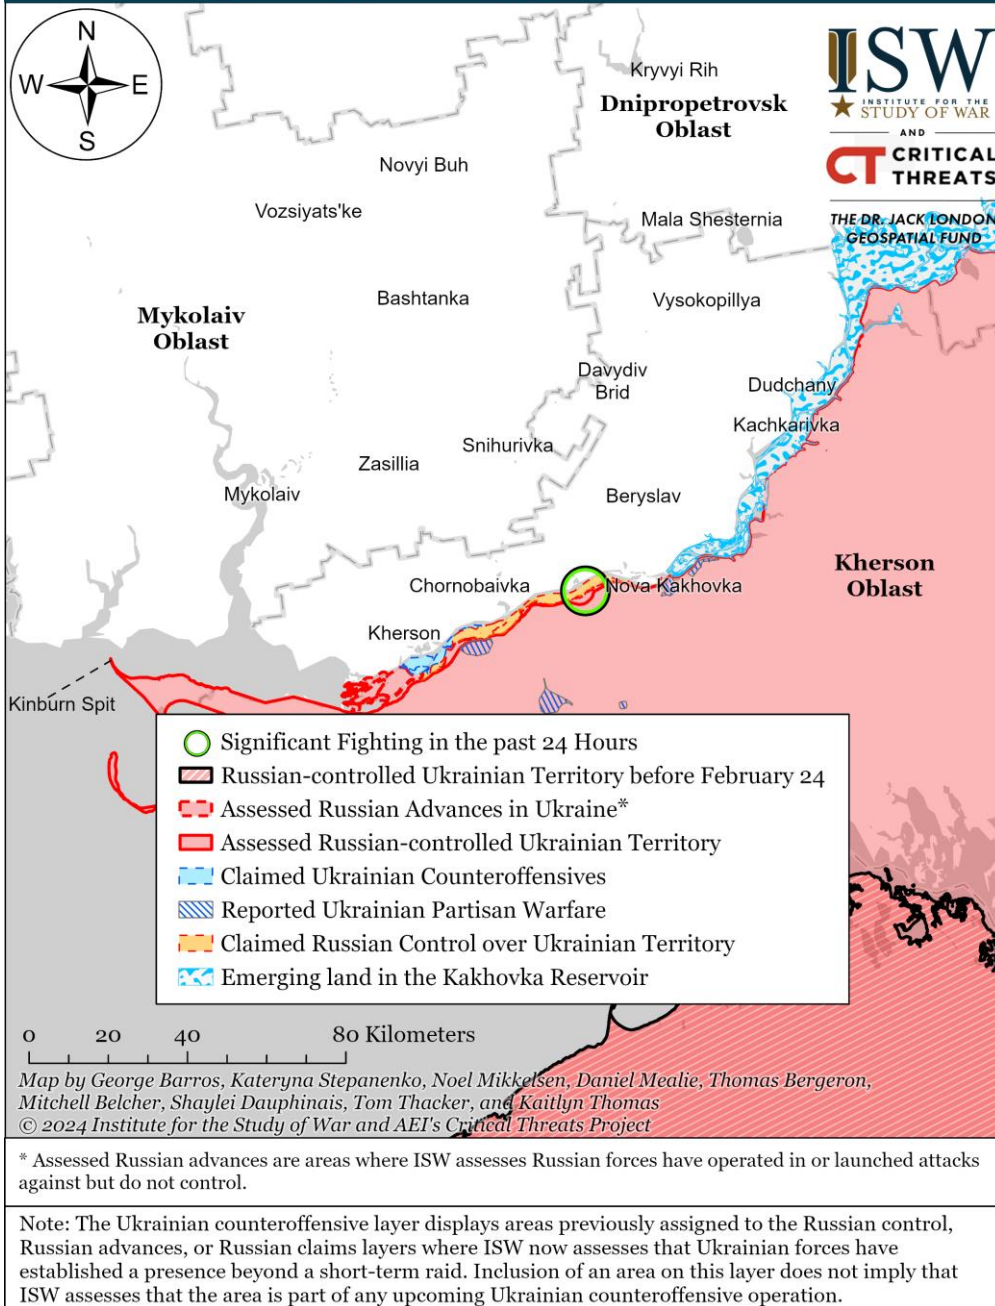 N
W
E
S
Kryvyi Rih
Dnipropetrovsk
Oblast
ISW
INSTITUTE FOR THE
STUDY OF WAR
AND
CT CRITICAL
THREATS
THE DR. JACK LONDON
GEOSPATIAL FUND
Novyi Buh
Vozsiyats'ke
Mala Shesternia
Bashtanka
Vysokopillya
Mykolaiv
Oblast
Davydiv
Brid
Dudchany
Kachkarivka
Snihurivka
Zasillia
Mykolaiv
Beryslav
Kherson
Oblast
Chornobaivka
Nova Kakhovka
Kherson
Kinburn Spit
Significant Fighting in the past 24 Hours
Russian-controlled Ukrainian Territory before February 24
Assessed Russian Advances in Ukraine*
Assessed Russian-controlled Ukrainian Territory
Claimed Ukrainian Counteroffensives
Reported Ukrainian Partisan Warfare
Claimed Russian Control over Ukrainian Territory
Emerging land in the Kakhovka Reservoir
0 20 40 80 Kilometers
Map by George Barros, Kateryna Stepanenko, Noel Mikkelsen, Daniel Mealie, Thomas Bergeron,
Mitchell Belcher, Shaylei Dauphinais, Tom Thacker, and Kaitlyn Thomas
© 2024 Institute for the Study of War and AEI's Critical Threats Project
* Assessed Russian advances are areas where ISW assesses Russian forces have operated in or launched attacks
against but do not control.
Note: The Ukrainian counteroffensive layer displays areas previously assigned to the Russian control,
Russian advances, or Russian claims layers where ISW now assesses that Ukrainian forces have
established a presence beyond a short-term raid. Inclusion of an area on this layer does not imply that
ISW assesses that the area is part of any upcoming Ukrainian counteroffensive operation.